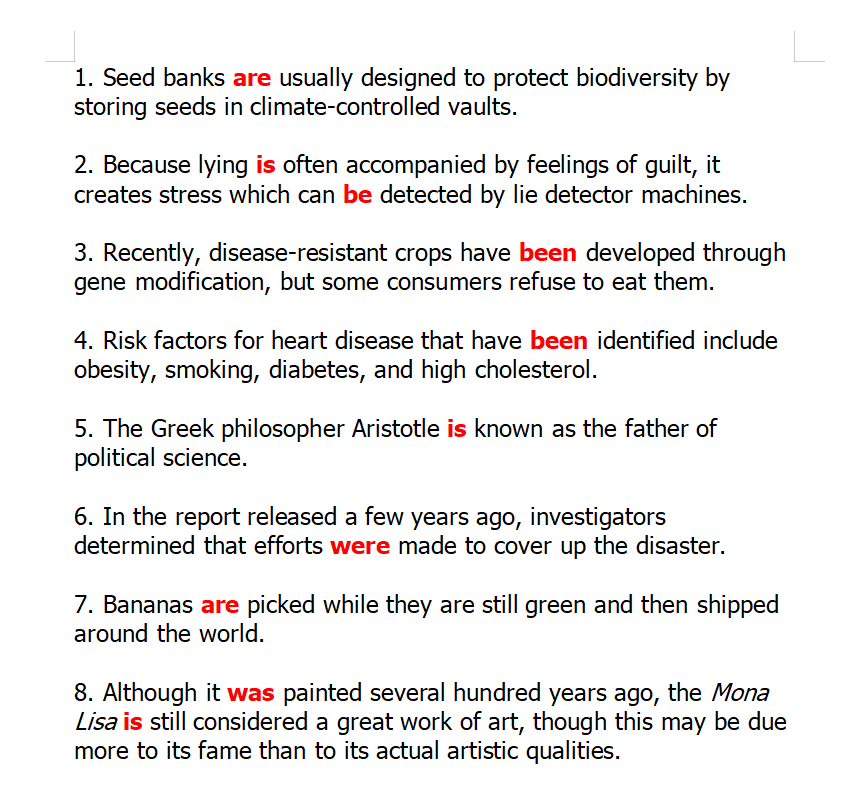 1. Seed banks are usually designed to protect biodiversity by
storing seeds in climate-controlled vaults.
2. Because lying is often accompanied by feelings of guilt, it
creates stress which can be detected by lie detector machines.
3. Recently, disease-resistant crops have been developed through
gene modification, but some consumers refuse to eat them.
4. Risk factors for heart disease that have been identified include
obesity, smoking, diabetes, and high cholesterol.
5. The Greek philosopher Aristotle is known as the father of
political science.
6. In the report released a few years ago, investigators
determined that efforts were made to cover up the disaster.
7. Bananas are picked while they are still green and then shipped
around the world.
8. Although it was painted several hundred years ago, the Mona
Lisa is still considered a great work of art, though this may be due
more to its fame than to its actual artistic qualities.